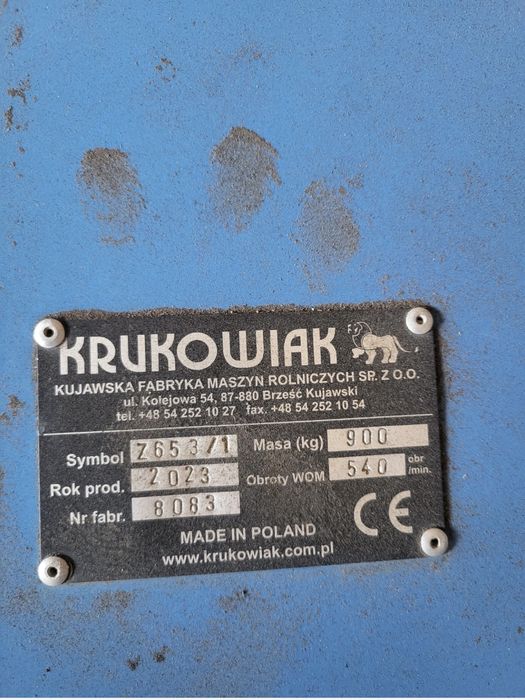 KRUKOWIAK
KUJAWSKA FABRYKA MASZYN ROLNICZYCH SP. Z O.O.
ul. Kolejowa 54, 87-880 Brześć Kujawski
tel. +48 54 252 10 27 fax. +48 54 252 10 54
Symbol Z653/1 Masa (kg) 900
Rok prod. 2023 Obroty WOM 540 obr/min.
Nr fabr. 8083 CE
MADE IN POLAND
www.krukowiak.com.pl